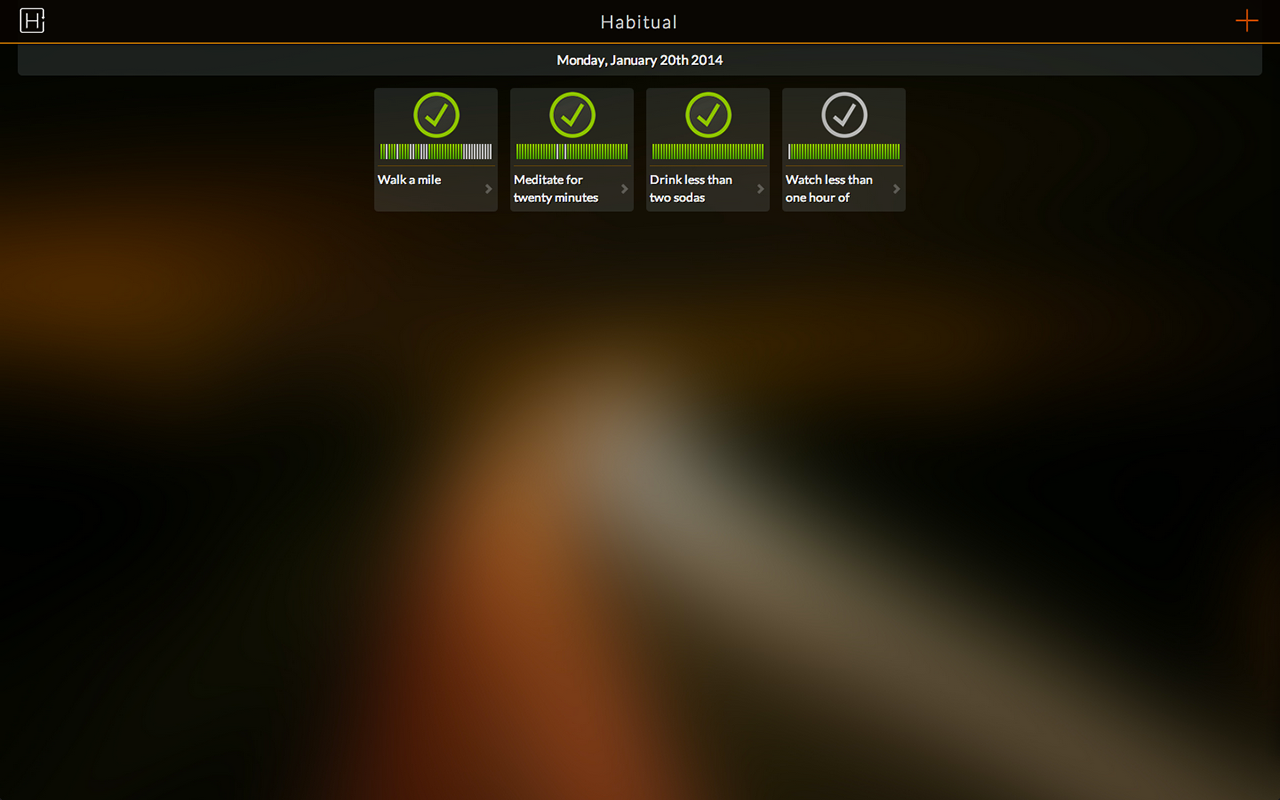 H
Habitual
Monday, January 20th 2014
Walk a mile
Meditate for
twenty minutes
Drink less than
two sodas
Watch less than
one hour of